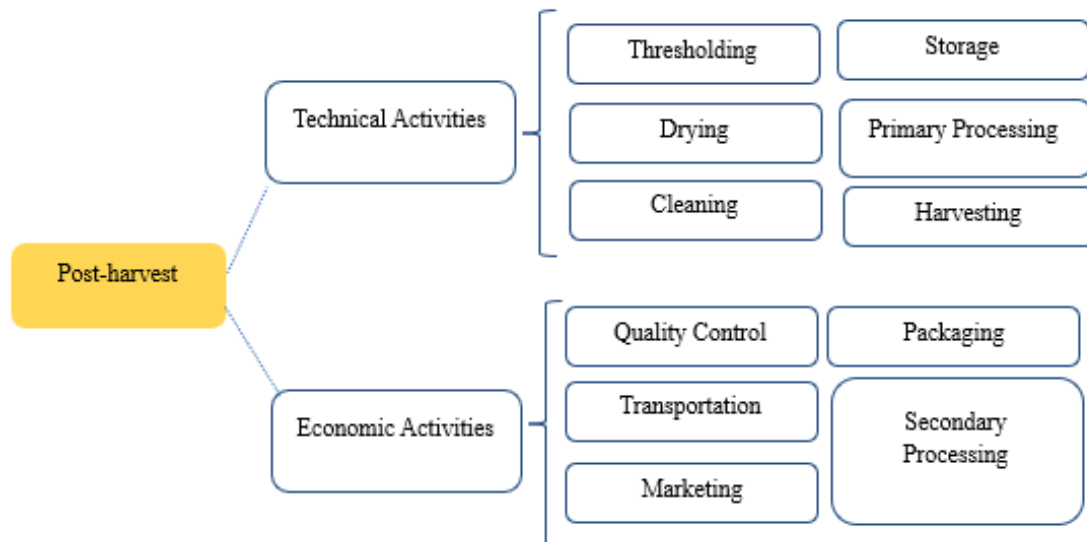 Thresholding
Storage
Technical Activities
Drying
Primary Processing
Cleaning
Harvesting
Post-harvest
Quality Control
Packaging
Transportation
Economic Activities
Secondary
Processing
Marketing